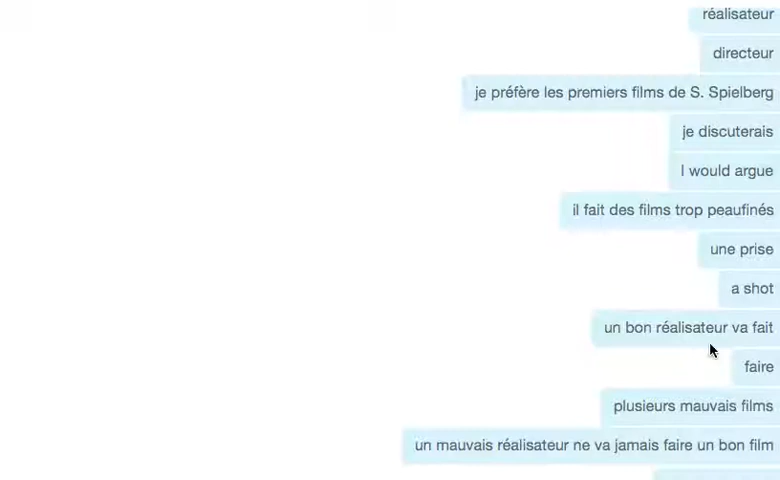 réalisateur
directeur
je préfère les premiers films de S. Spielberg
je discuterais
I would argue
il fait des films trop peaufinés
une prise
a shot
un bon réalisateur va fait
faire
plusieurs mauvais films
un mauvais réalisateur ne va jamais faire un bon film